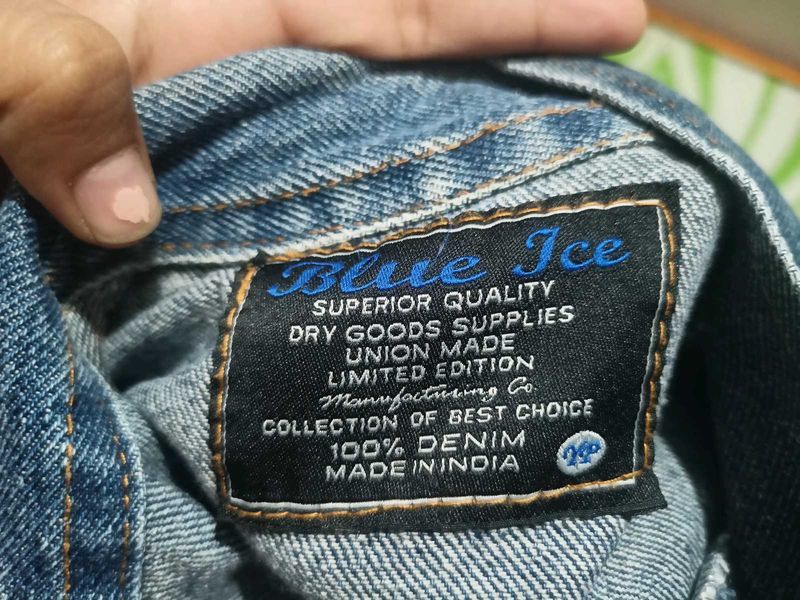 Blue Ice
SUPERIOR QUALITY
DRY GOODS SUPPLIES
UNION MADE
LIMITED EDITION
Manufacturing Co.
COLLECTION OF BEST CHOICE
100% DENIM
MADE IN INDIA